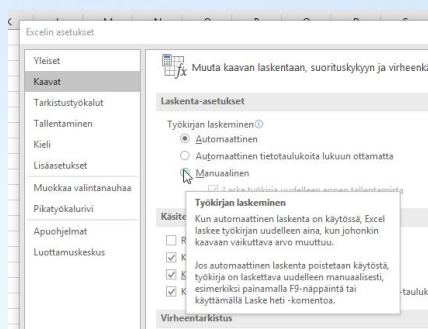 Excelin asetukset
Yleiset
Kaavat
Tarkistustyökalut
Tallentaminen
Kieli
Lisäasetukset
Muokkaa valintanauhaa
Pikatyökalurivi
Apuohjelmat
Luottamuskeskus
Muuta kaavan laskentaan, suorituskykyyn ja
Laskenta-asetukset
Työkirjan laskeminen
Automaattinen
Automaattinen tietotaulukoita lukuun ottamatta
Manuaalinen
Laske työkirja uudelleen ennen tallentamista
Työkirjan laskeminen
Kun automaattinen laskenta on käytössä, Excel
laskee työkirjan uudelleen aina, kun johonkin
kaavaan vaikuttava arvo muuttuu.
Jos automaattinen laskenta poistetaan käytöstä,
työkirja on laskettava uudelleen manuaalisesti,
esimerkiksi painamalla F9-näppäintä tai
käyttämällä Laske heti -komentoa.
Virheentarkistus